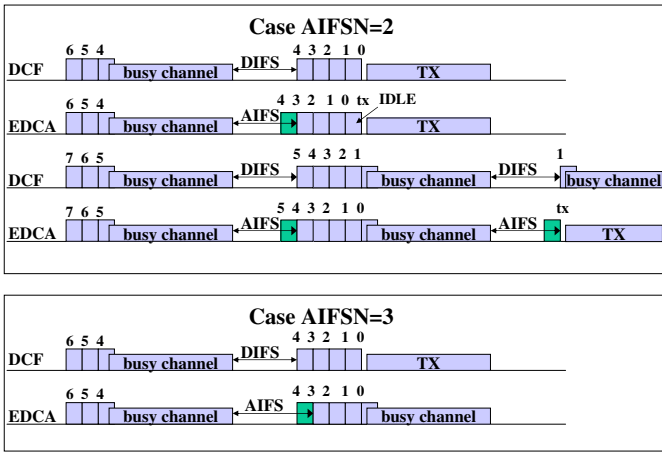 Case AIFSN=2
6 5 4 4 3 2 1 0
DCF busy channel DIFS TX
6 5 4 4 3 2 1 0 tx IDLE
EDCA busy channel AIFS TX
7 6 5 5 4 3 2 1 1
DCF busy channel DIFS busy channel DIFS busy channel
7 6 5 5 4 3 2 1 0 tx
EDCA busy channel AIFS busy channel AIFS TX
Case AIFSN=3
6 5 4 4 3 2 1 0
DCF busy channel DIFS TX
6 5 4 4 3 2 1 0
EDCA busy channel AIFS busy channel